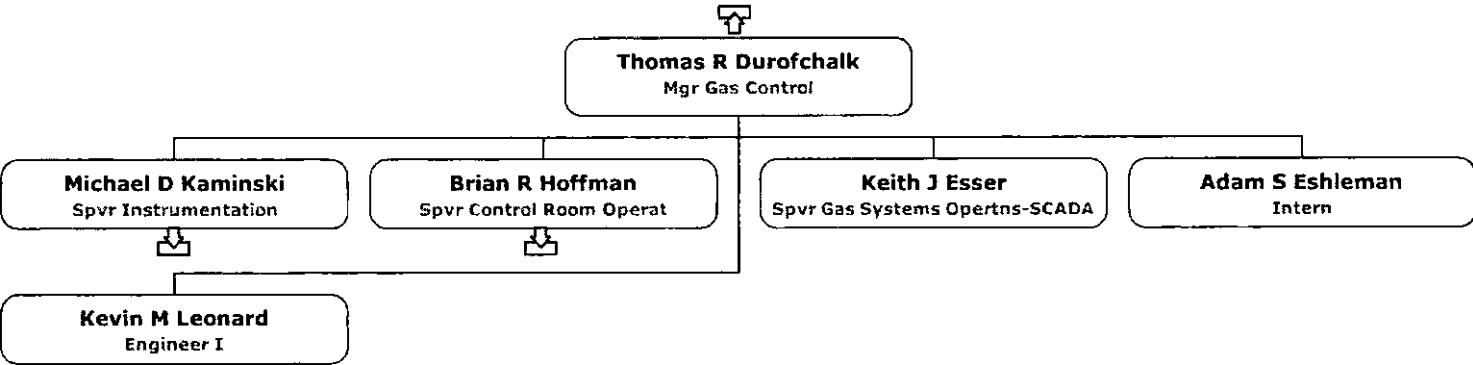 Thomas R Durofchalk
Mgr Gas Control
Michael D Kaminski
Spvr Instrumentation
Brian R Hoffman
Spvr Control Room Operat
Keith J Esser
Spvr Gas Systems Opertns-SCADA
Adam S Eshleman
Intern
Kevin M Leonard
Engineer I